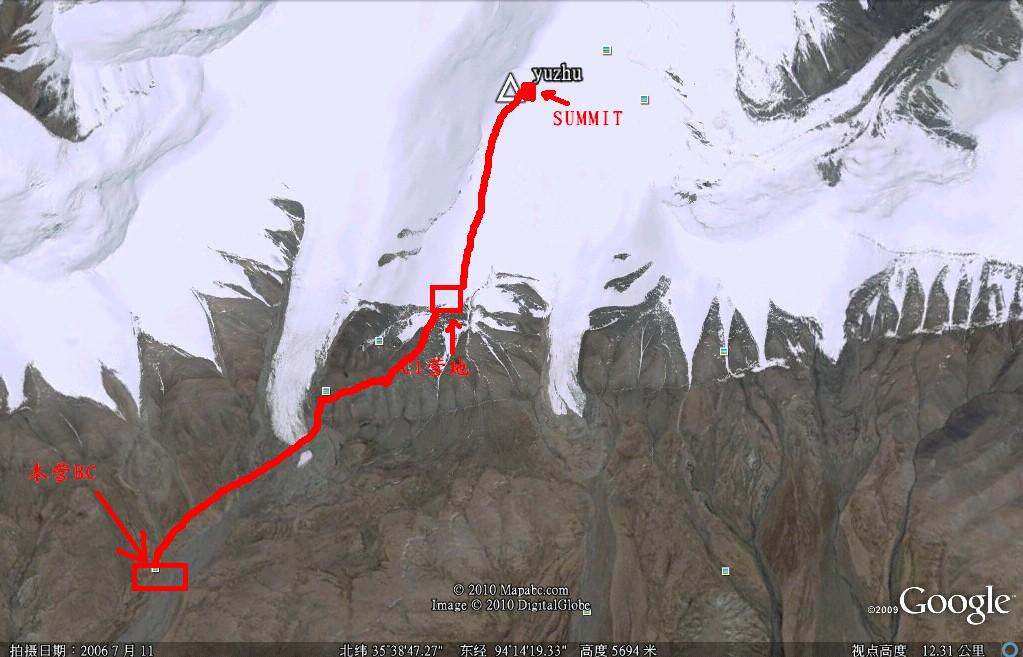 yuzhu
SUMMIT
C1营地
本营BC
© 2010 Mapabc.com
Image © 2010 DigitalGlobe
©2009 Google™
拍摄日期：2006 7 月 11
北纬 35°38'47.27" 东经 94°14'19.33" 高度 5694 米
视点高度 12.31 公里